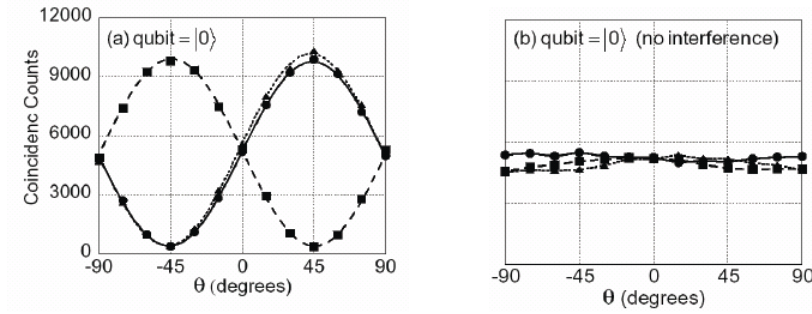 12000
(a) qubit = |0⟩
9000
6000
3000
0
Coincidenc Counts
-90 -45 0 45 90
θ (degrees)
(b) qubit = |0⟩ (no interference)
-90 -45 0 45 90
θ (degrees)